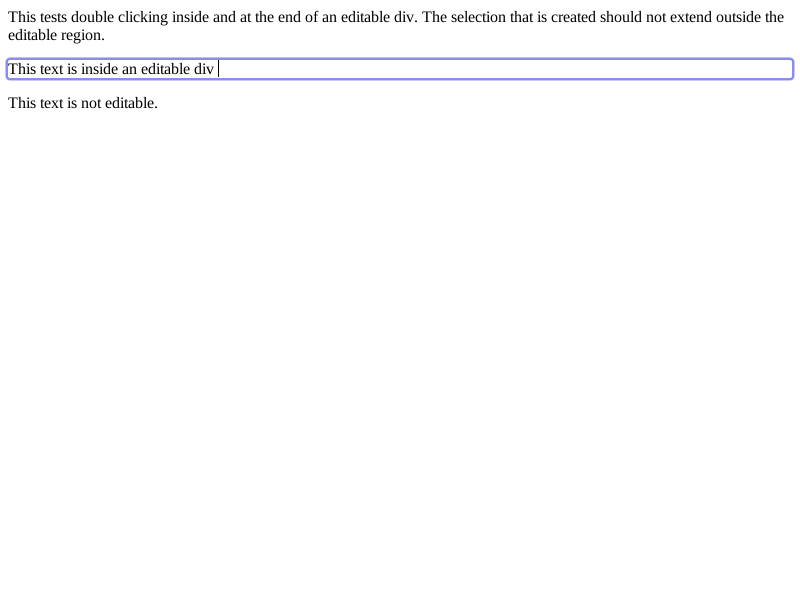 This tests double clicking inside and at the end of an editable div. The selection that is created should not extend outside the
editable region.
This text is inside an editable div
This text is not editable.